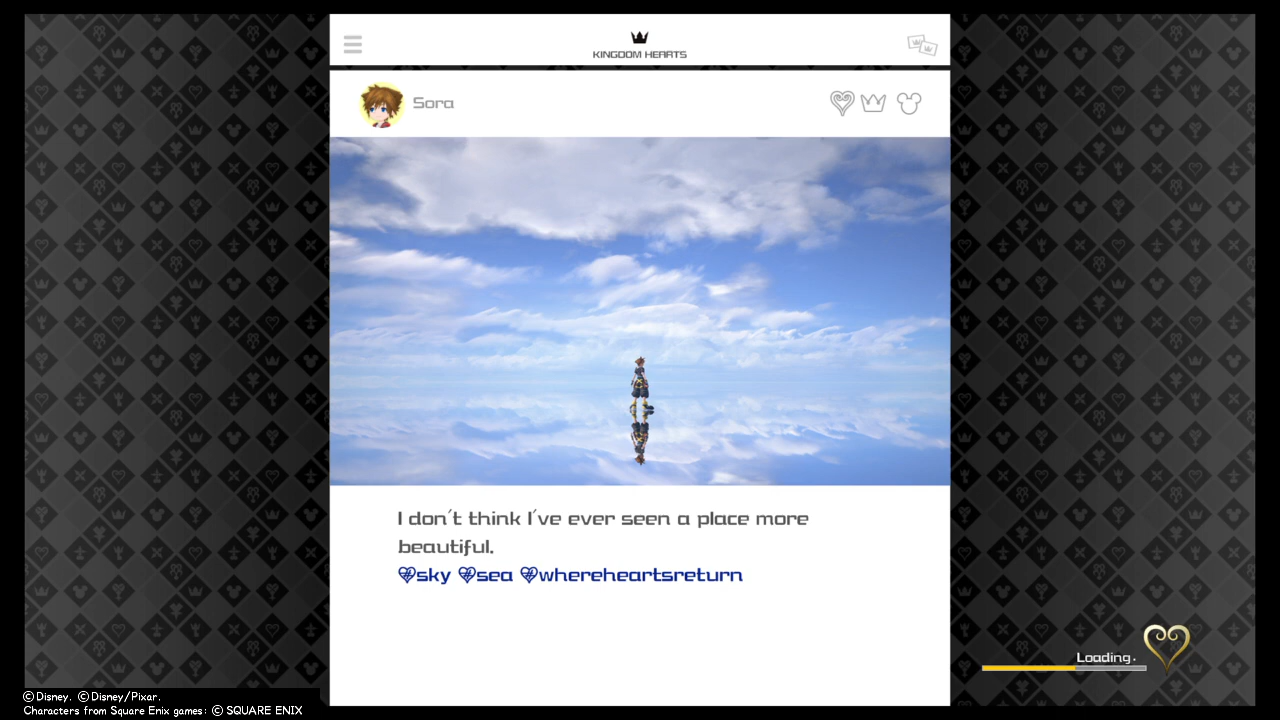 KINGDOM HEARTS
Sora
I don't think I've ever seen a place more
beautiful.
#sky #sea #whereheartsreturn
Loading.
© Disney. © Disney/Pixar.
Characters from Square Enix games: © SQUARE ENIX